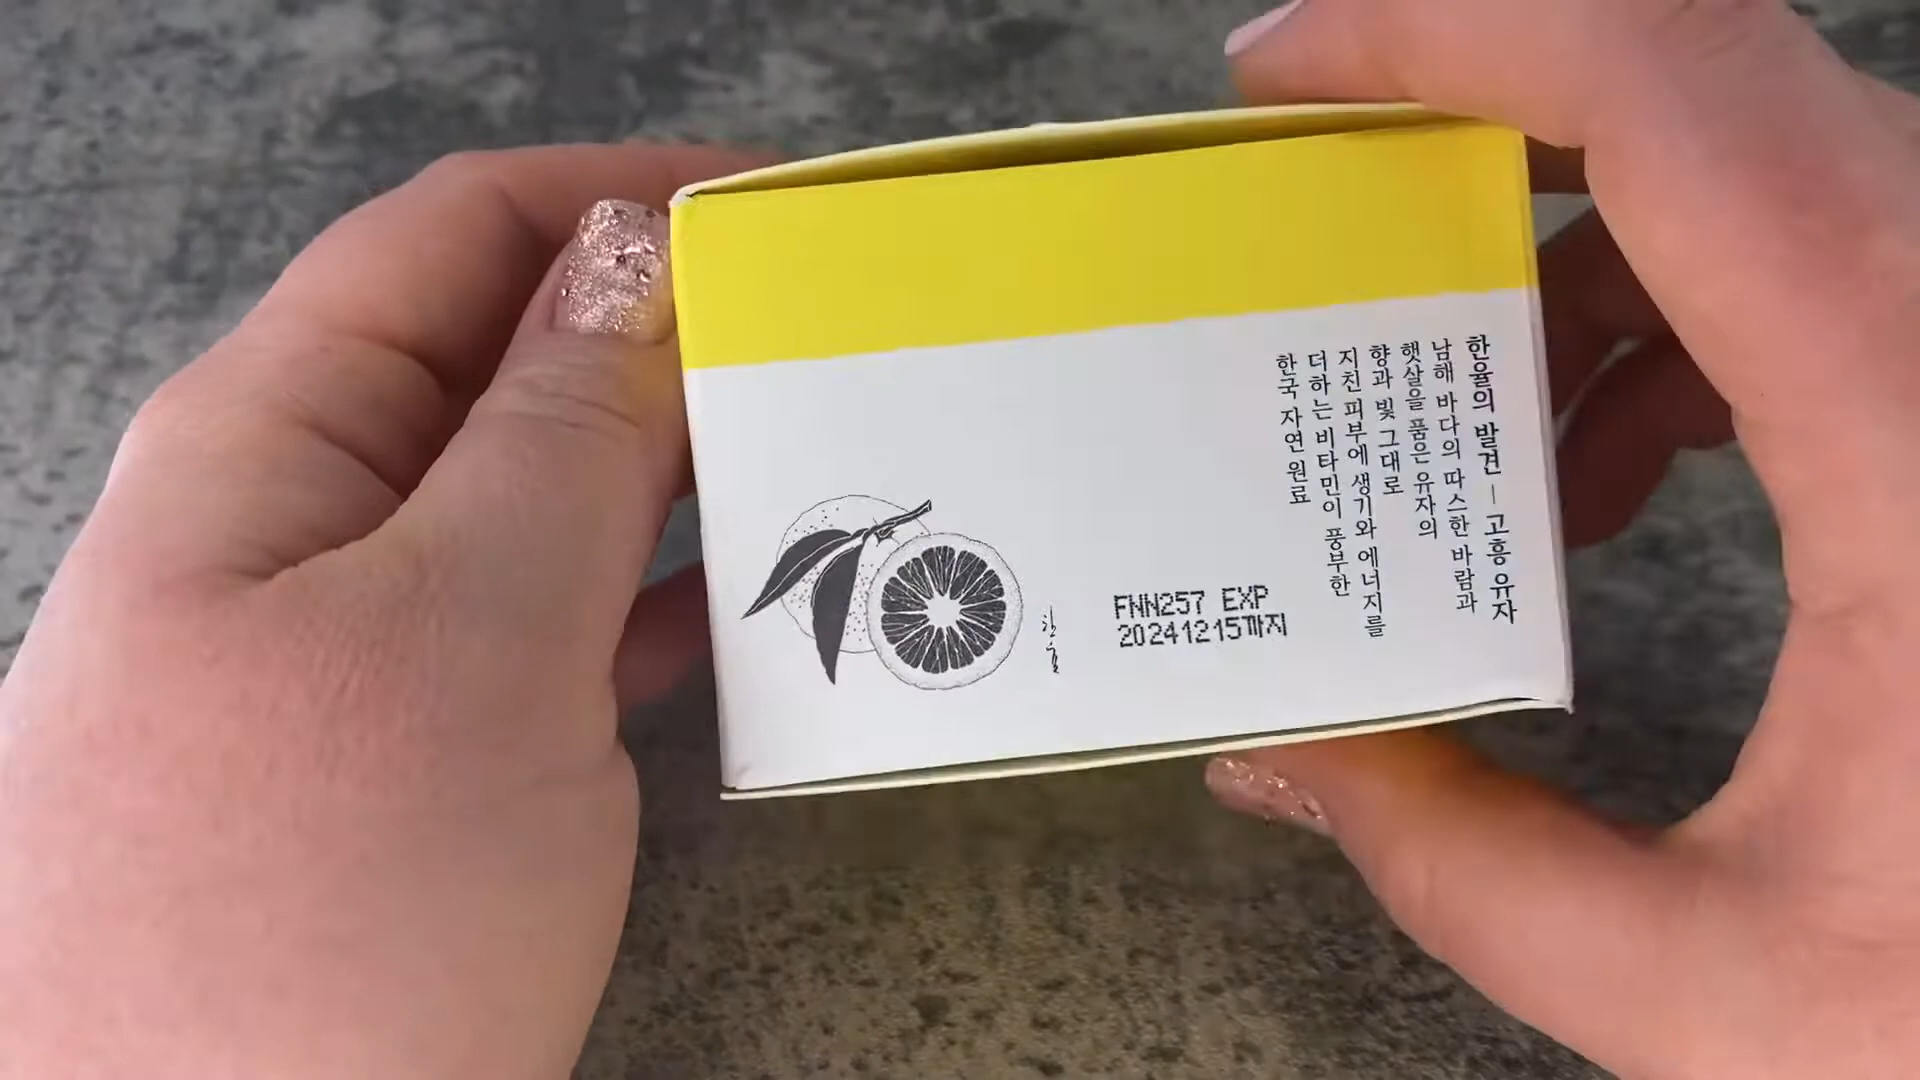 한율의 발견 — 고흥 유자
남해 바다의 따스한 바람과
햇살을 품은 유자의
향과 빛 그대로
지친 피부에 생기와 에너지를
더하는 비타민이 풍부한
한국 자연 원료
한율
FNN257 EXP
20241215까지